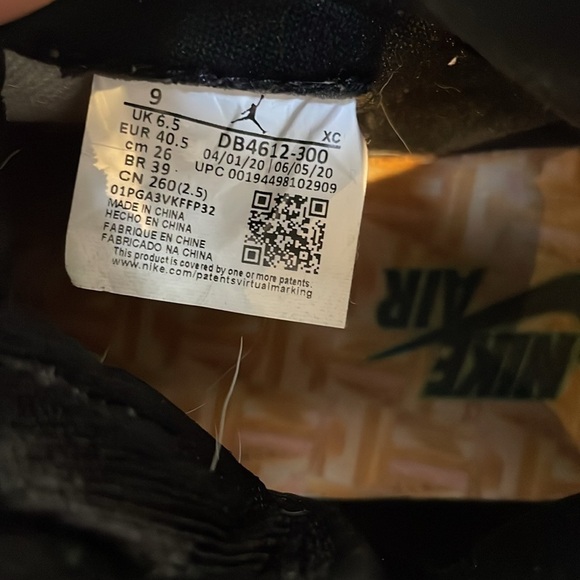 9
UK 6.5
EUR 40.5
cm 26
BR 39
CN 260(2.5)
01PGA3VKFFP32
XC
DB4612-300
04/01/20 06/05/20
UPC 00194498102909
MADE IN CHINA
HECHO EN CHINA
FABRIQUE EN CHINE
FABRICADO NA CHINA
This product is covered by one or more patents.
www.nike.com/patentsvirtualmarking
NIKE
AIR